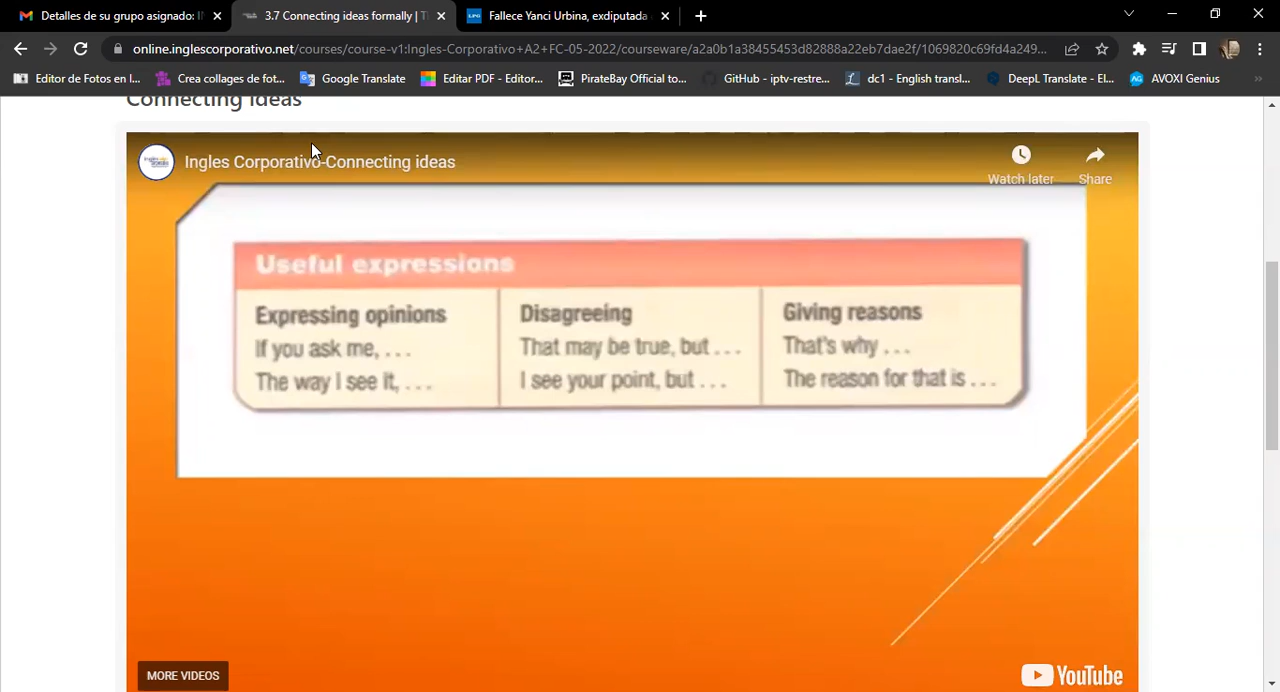 Detalles de su grupo asignado: I
3.7 Connecting ideas formally | T
Fallece Yanci Urbina, exdiputada
online.inglescorporativo.net/courses/course-v1:Ingles-Corporativo+A2+FC-05-2022/courseware/a2a0b1a38455453d82888a22eb7dae2f/1069820c69fd4a249...
Editor de Fotos en l...
Crea collages de fot...
Google Translate
Editar PDF - Editor...
PirateBay Official to...
GitHub - iptv-restre...
dc1 - English transl...
DeepL Translate - El...
AVOXI Genius
Connecting ideas
Ingles Corporativo-Connecting ideas
Watch later
Share
Useful expressions
Expressing opinions
If you ask me, . . .
The way I see it, . . .
Disagreeing
That may be true, but . . .
I see your point, but . . .
Giving reasons
That's why . . .
The reason for that is . . .
MORE VIDEOS
YouTube